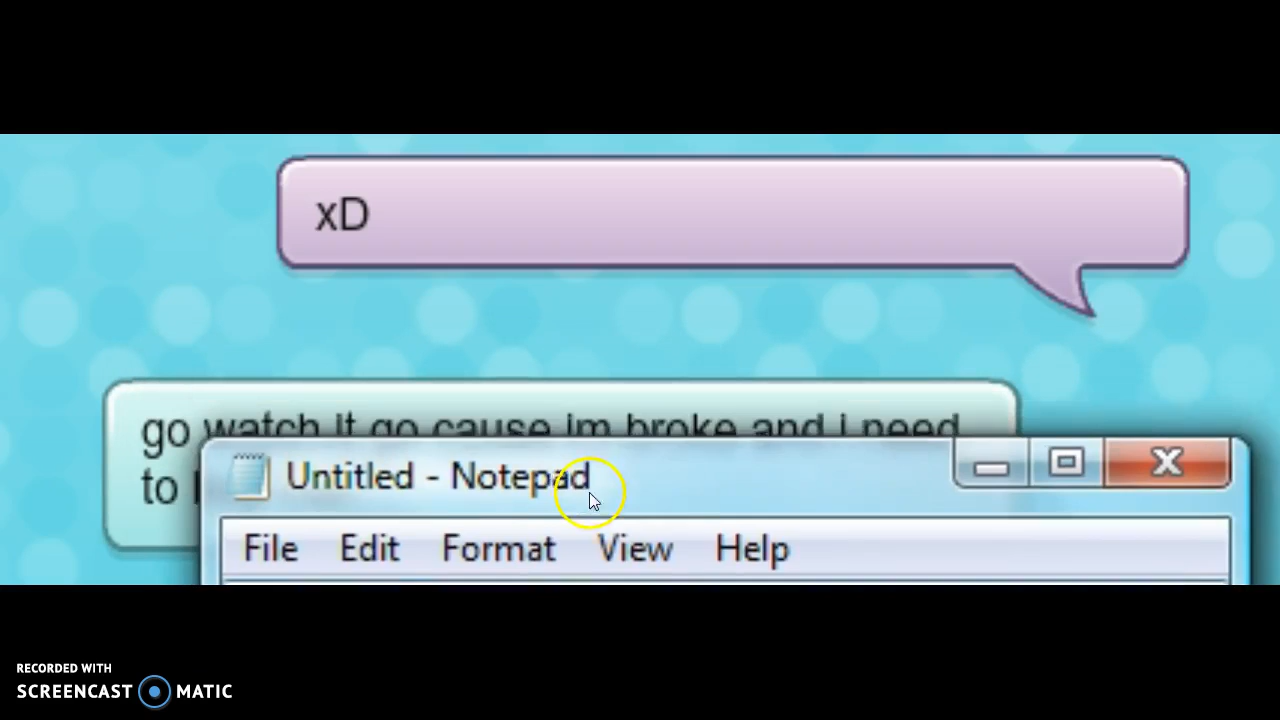 xD
go watch it go cause im broke and i need
to
Untitled - Notepad
File Edit Format View Help
RECORDED WITH
SCREENCAST MATIC